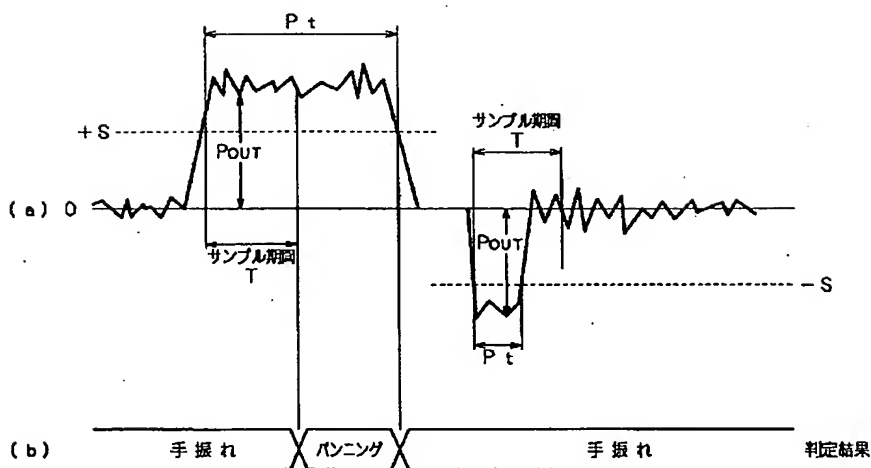 P t
+S
POUT
サンプル期間
T
(a) 0
サンプル期間
T
POUT
-S
P t
(b) 手振れ パンニング 手振れ 判定結果